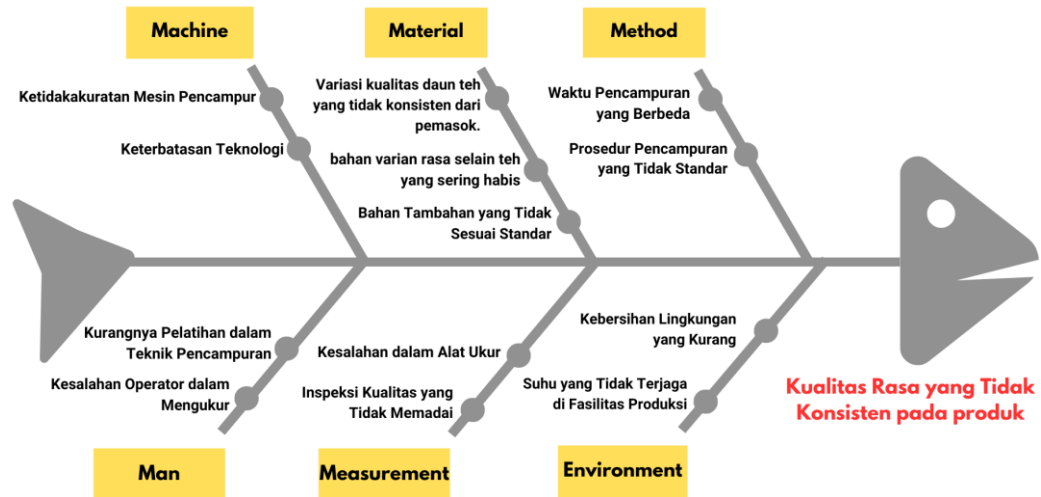 Machine
Material
Method
Ketidakakuratan Mesin Pencampur
Keterbatasan Teknologi
Variasi kualitas daun teh
yang tidak konsisten dari
pemasok.
bahan varian rasa selain teh
yang sering habis
Bahan Tambahan yang Tidak
Sesuai Standar
Waktu Pencampuran
yang Berbeda
Prosedur Pencampuran
yang Tidak Standar
Kurangnya Pelatihan dalam
Teknik Pencampuran
Kesalahan Operator dalam
Mengukur
Kesalahan dalam Alat Ukur
Inspeksi Kualitas yang
Tidak Memadai
Kebersihan Lingkungan
yang Kurang
Suhu yang Tidak Terjaga
di Fasilitas Produksi
Kualitas Rasa yang Tidak
Konsisten pada produk
Man
Measurement
Environment